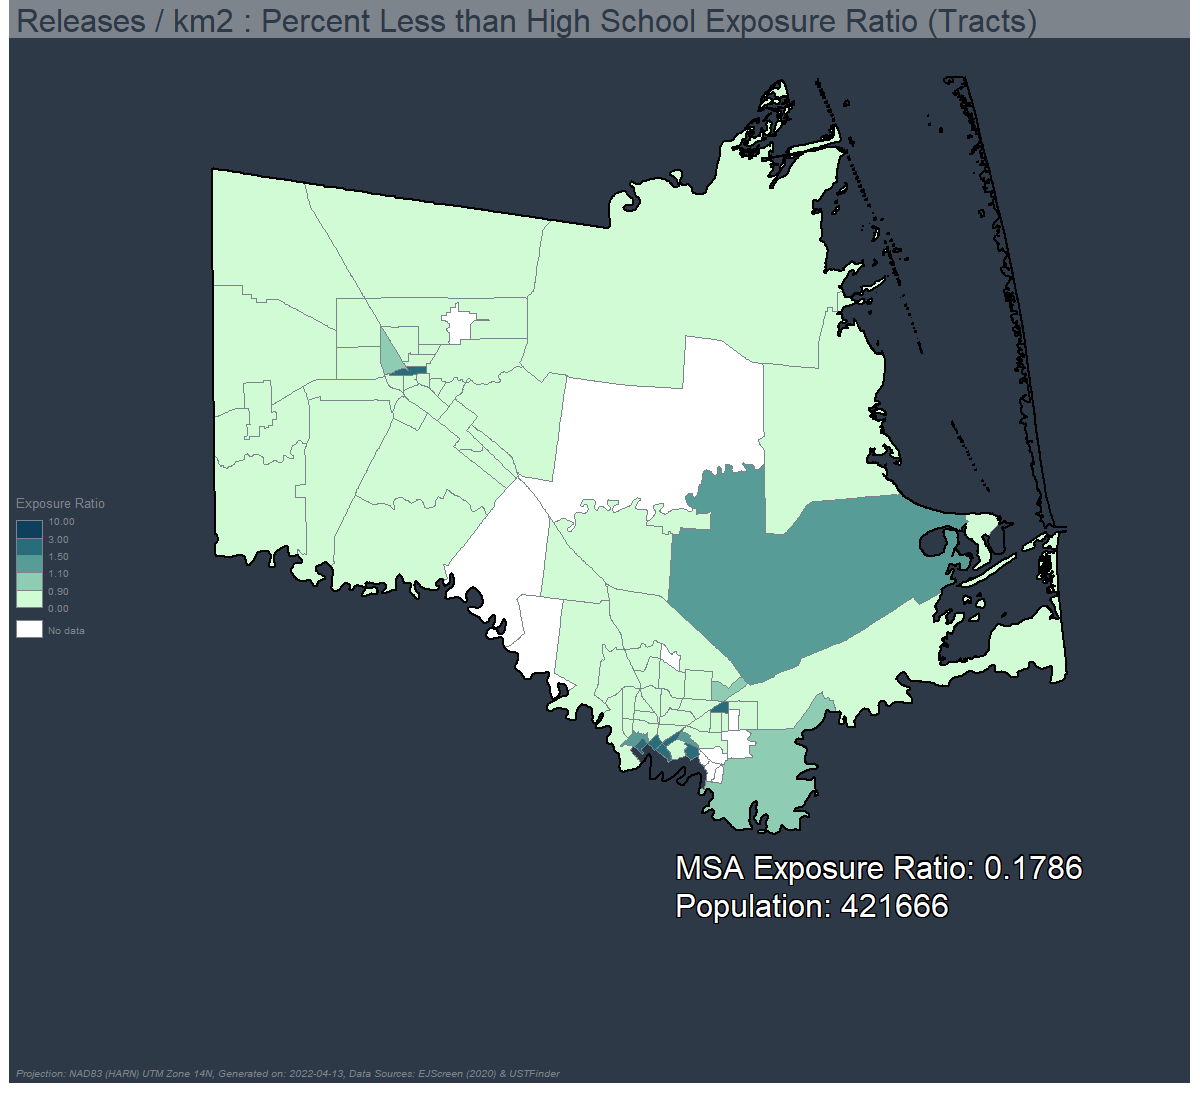 Releases / km2 : Percent Less than High School Exposure Ratio (Tracts)
Exposure Ratio
10.00
3.00
1.50
1.10
0.90
0.00
No data
MSA Exposure Ratio: 0.1786
Population: 421666
Projection: NAD83 (HARN) UTM Zone 14N, Generated on: 2022-04-13, Data Sources: EJScreen (2020) & USTFinder